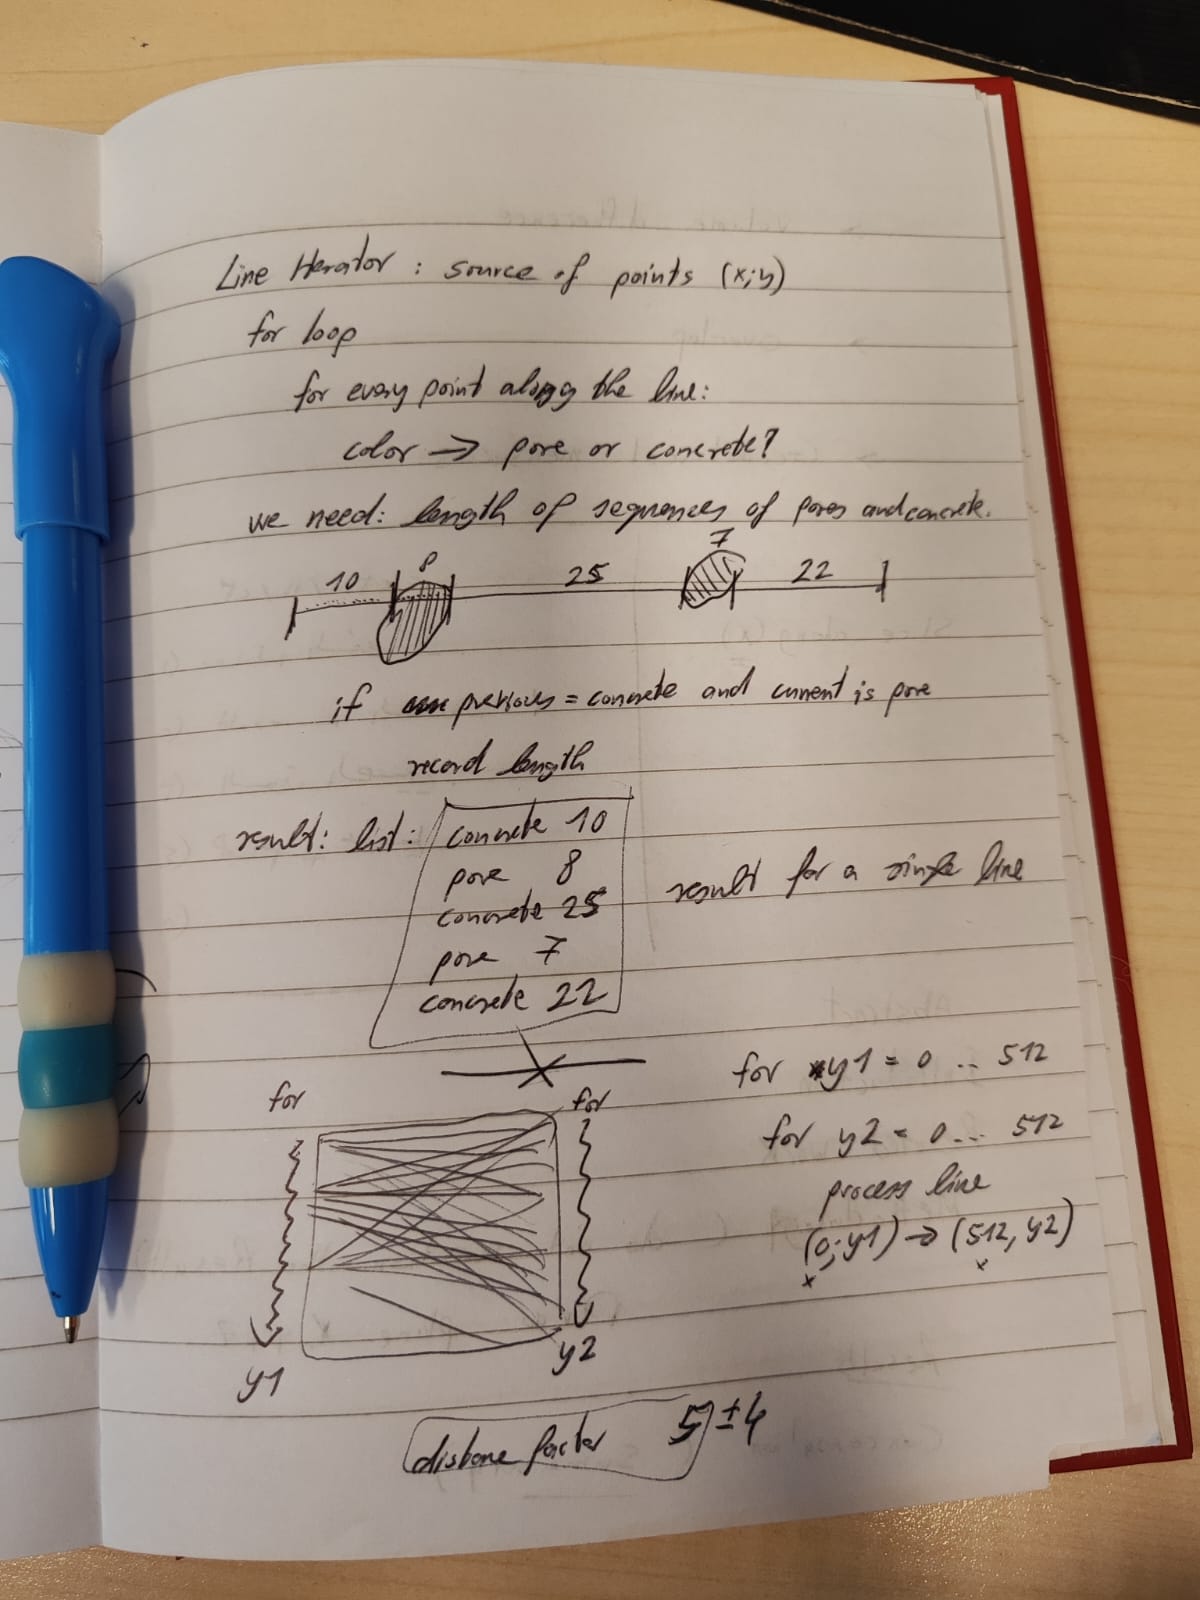 Line Iterator : source of points (x;y)
for loop
for every point along the line:
color → pore or concrete?
we need: length of sequences of pores and concrete.
10 8 25 7 22
if previous = concrete and current is pore
record length
result: list: concrete 10
pore 8
concrete 25
pore 7
concrete 22
result for a single line
for y1 = 0 .. 512
for y2 = 0... 512
process line
(0;y1) → (512, y2)
x x
for for
y1 y2
distance factor 5 ± 4